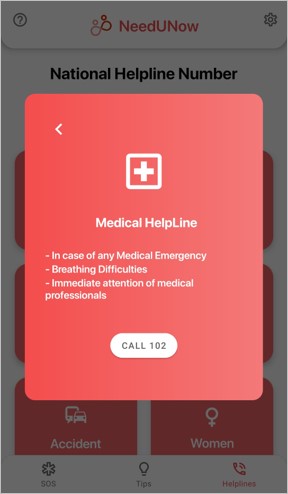 NeedUNow
National Helpline Number
Medical HelpLine
- In case of any Medical Emergency
- Breathing Difficulties
- Immediate attention of medical
professionals
CALL 102
Accident
Women
SOS
Tips
Helplines